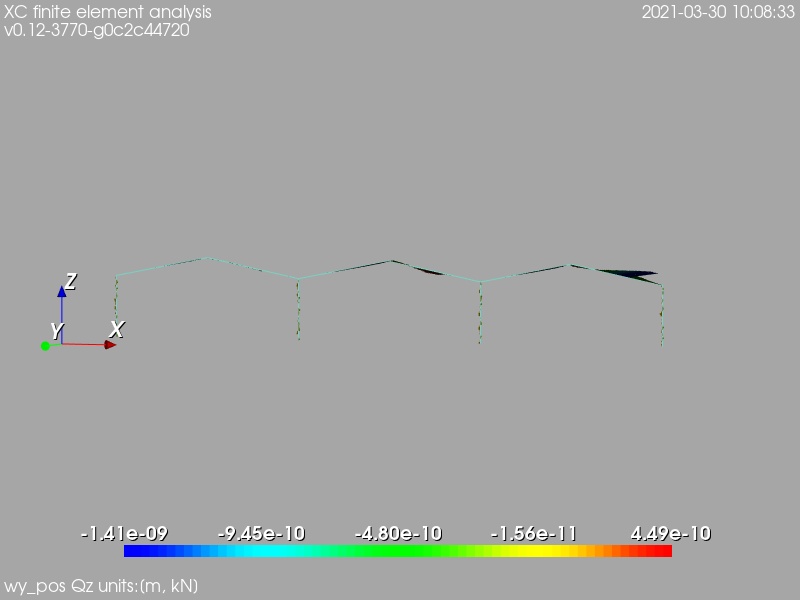 XC finite element analysis
2021-03-30 10:08:33
v0.12-3770-g0c2c44720
Z
Y
X
-1.41e-09 -9.45e-10 -4.80e-10 -1.56e-11 4.49e-10
wy_pos Qz units:(m, kN)